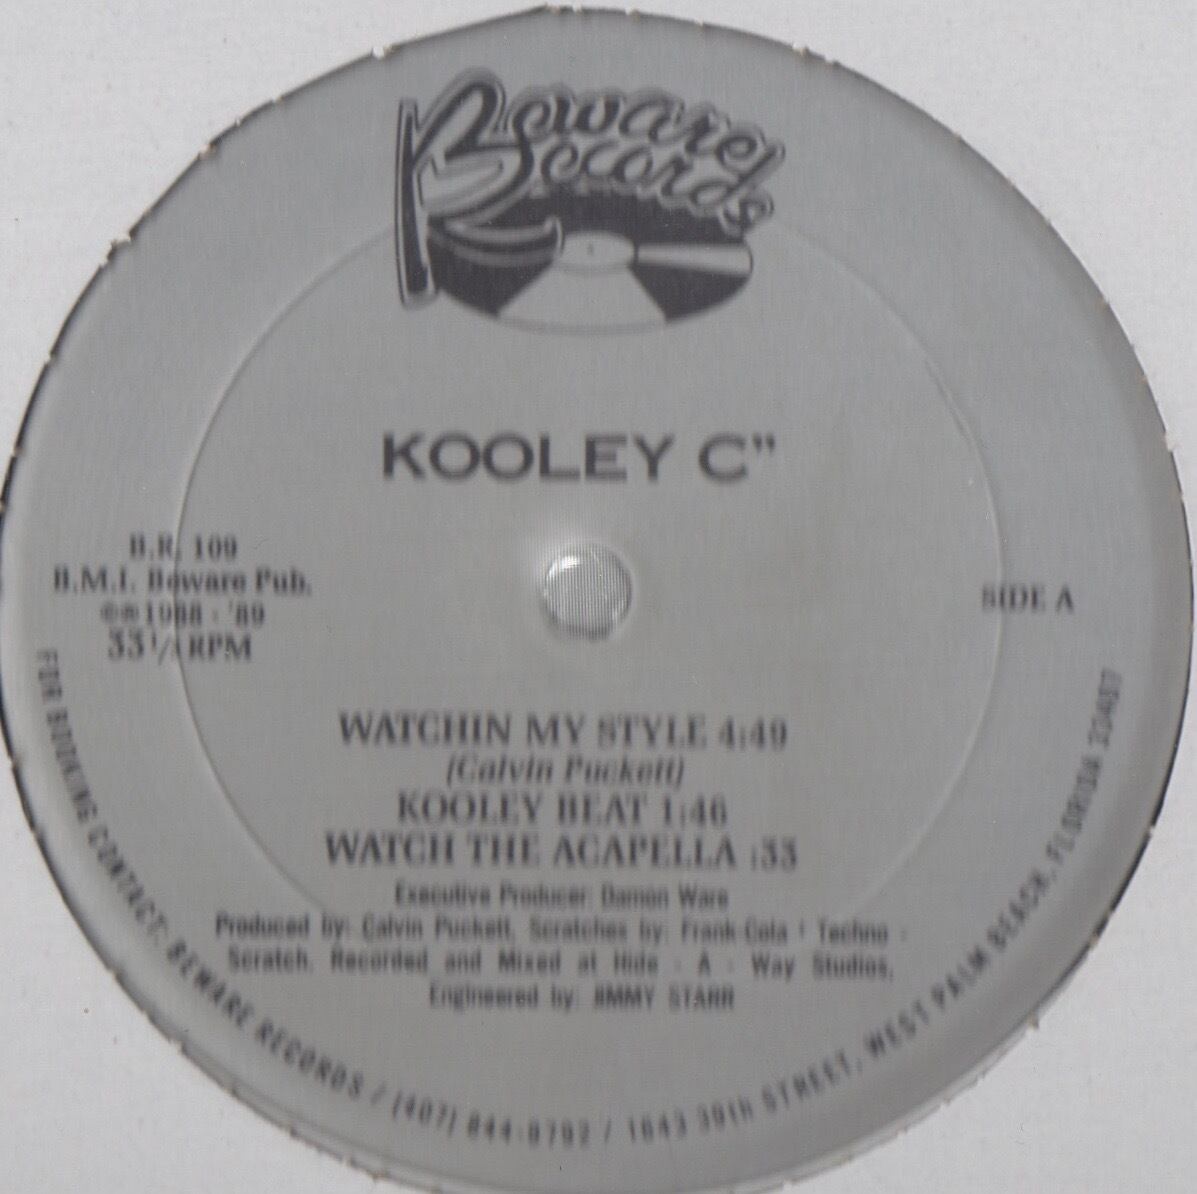 Beware
Records
KOOLEY C”
B.R. 109
B.M.I. Beware Pub.
©℗1988 - '89
33⅓ RPM
SIDE A
WATCHIN MY STYLE 4:49
(Calvin Puckett)
KOOLEY BEAT 1:46
WATCH THE ACAPELLA :33
Executive Producer: Damon Ware
Produced by: Calvin Puckett, Scratches by: Frank-Cola ' Techno -
Scratch, Recorded and Mixed at Hide - A - Way Studios,
Engineered by: JIMMY STARR
FOR BOOKING CONTACT: BEWARE RECORDS / (407) 844-8792 / 1643 39th STREET, WEST PALM BEACH, FLORIDA 33407